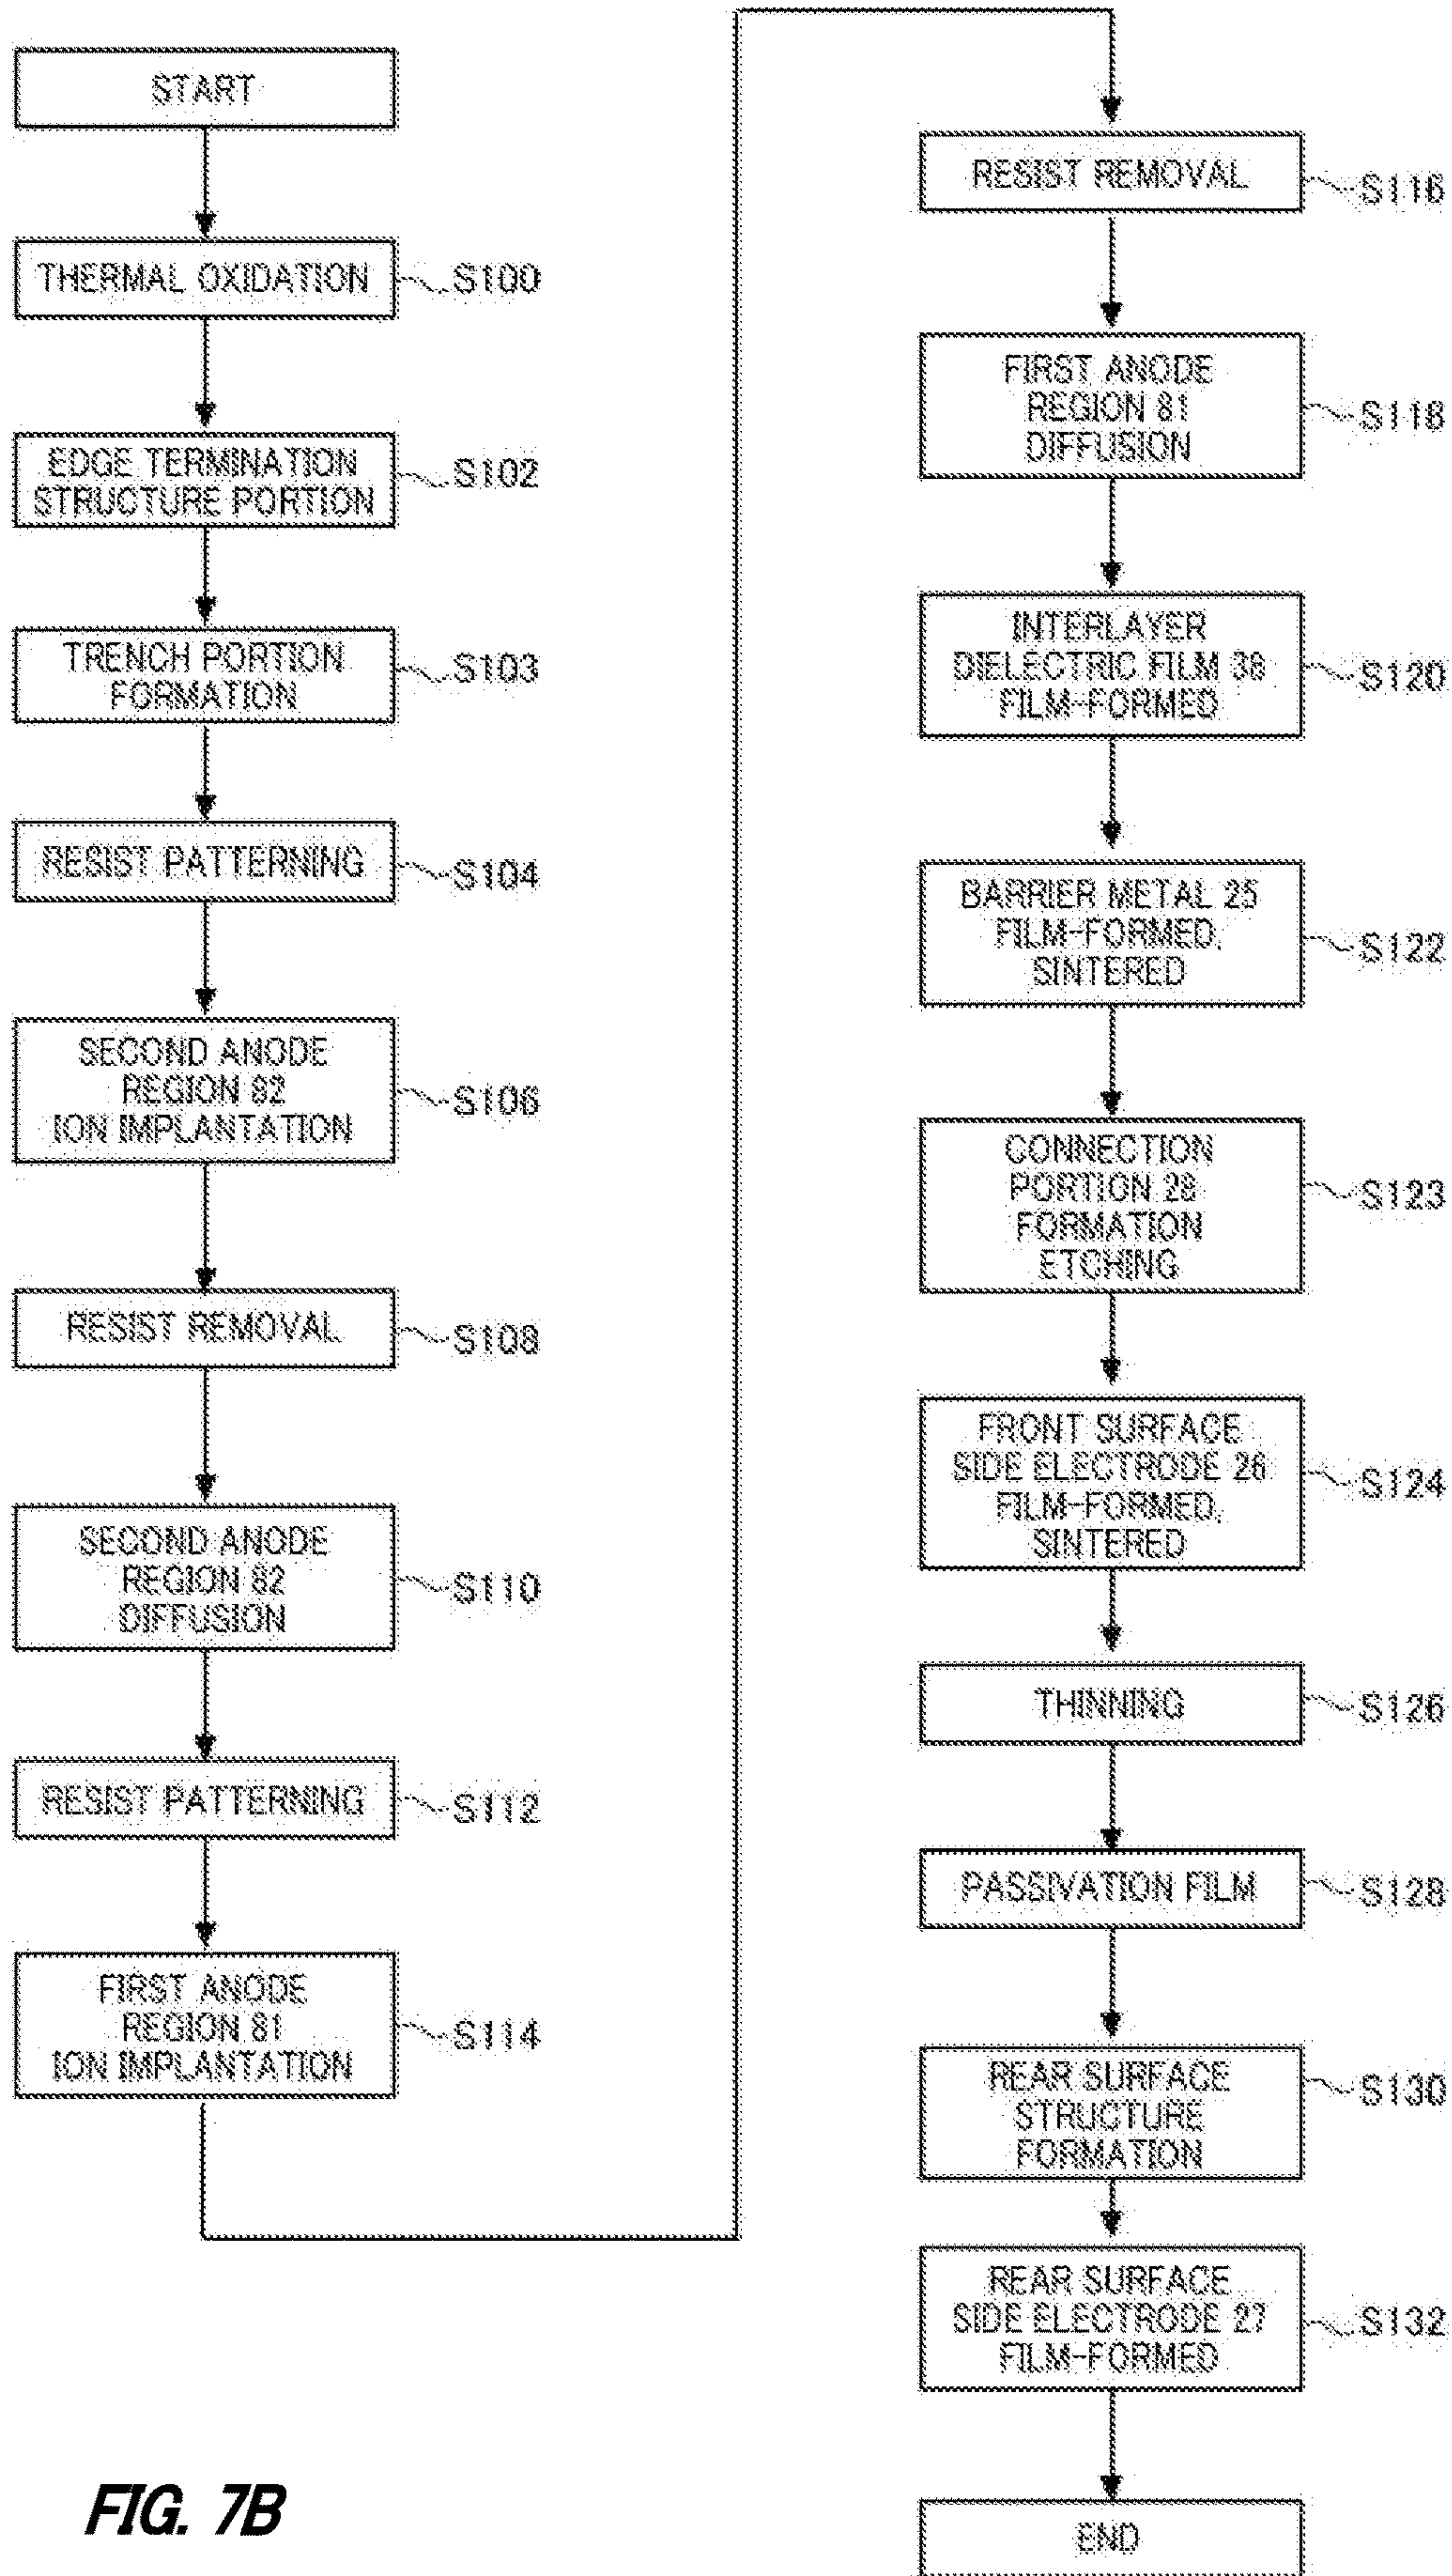 START
THERMAL OXIDATION
S100
EDGE TERMINATION
STRUCTURE PORTION
S102
TRENCH PORTION
FORMATION
S103
RESIST PATTERNING
S104
SECOND ANODE
REGION 82
ION IMPLANTATION
S106
RESIST REMOVAL
S108
SECOND ANODE
REGION 82
DIFFUSION
S110
RESIST PATTERNING
S112
FIRST ANODE
REGION 81
ION IMPLANTATION
S114
RESIST REMOVAL
S116
FIRST ANODE
REGION 81
DIFFUSION
S118
INTERLAYER
DIELECTRIC FILM 38
FILM-FORMED
S120
BARRIER METAL 25
FILM-FORMED,
SINTERED
S122
CONNECTION
PORTION 28
FORMATION
ETCHING
S123
FRONT SURFACE
SIDE ELECTRODE 26
FILM-FORMED,
SINTERED
S124
THINNING
S126
PASSIVATION FILM
S128
REAR SURFACE
STRUCTURE
FORMATION
S130
REAR SURFACE
SIDE ELECTRODE 27
FILM-FORMED
S132
END
FIG. 7B